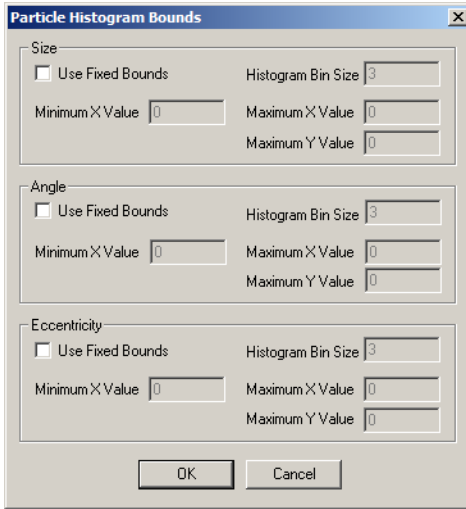 Particle Histogram Bounds
Size
Use Fixed Bounds Histogram Bin Size 3
Minimum X Value 0 Maximum X Value 0
Maximum Y Value 0
Angle
Use Fixed Bounds Histogram Bin Size 3
Minimum X Value 0 Maximum X Value 0
Maximum Y Value 0
Eccentricity
Use Fixed Bounds Histogram Bin Size 3
Minimum X Value 0 Maximum X Value 0
Maximum Y Value 0
OK Cancel